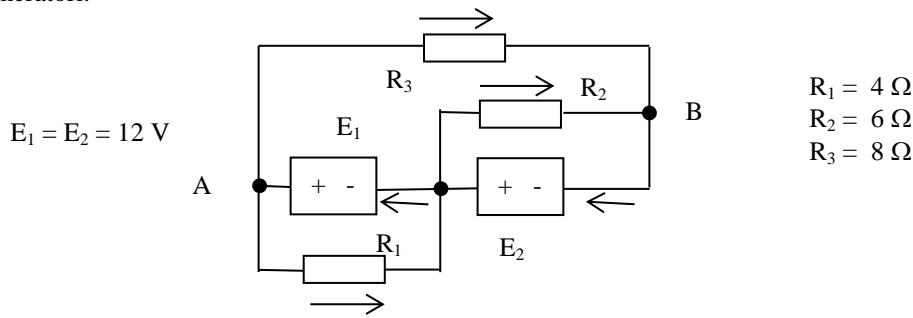 R₃
R₂
B
E₁ = E₂ = 12 V
E₁
A
+ -
+ -
R₁
E₂
R₁ = 4 Ω
R₂ = 6 Ω
R₃ = 8 Ω